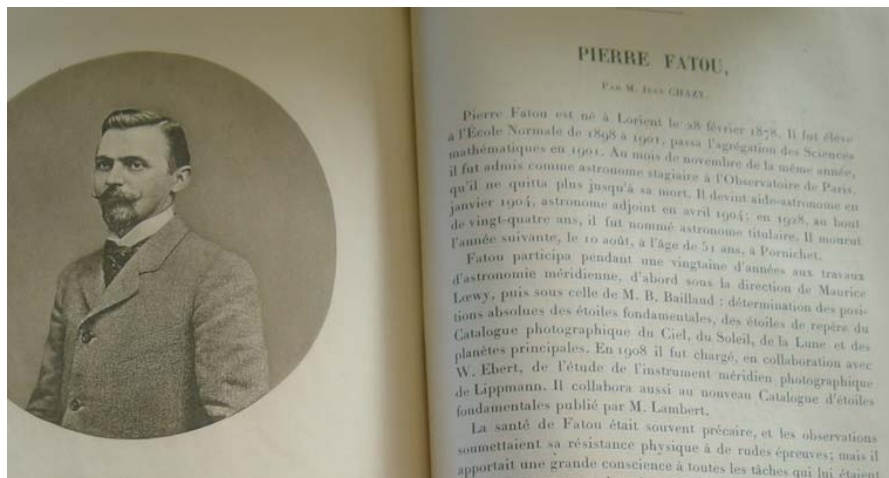 PIERRE FATOU,
PAR M. JEAN CHAZY.
Pierre Fatou est né à Lorient le 28 février 1878. Il fut élève
à l'École Normale de 1898 à 1901, passa l'agrégation des Sciences
mathématiques en 1901. Au mois de novembre de la même année,
il fut admis comme astronome stagiaire à l'Observatoire de Paris,
qu'il ne quitta plus jusqu'à sa mort. Il devint aide-astronome en
janvier 1904, astronome adjoint en avril 1904; en 1928, au bout
de vingt-quatre ans, il fut nommé astronome titulaire. Il mourut
l'année suivante, le 10 août, à l'âge de 51 ans, à Pornichet.
Fatou participa pendant une vingtaine d'années aux travaux
d'astronomie méridienne, d'abord sous la direction de Maurice
Lœwy, puis sous celle de M. B. Baillaud : détermination des posi-
tions absolues des étoiles fondamentales, des étoiles de repère du
Catalogue photographique du Ciel, du Soleil, de la Lune et des
planètes principales. En 1908 il fut chargé, en collaboration avec
W. Ebert, de l'étude de l'instrument méridien photographique
de Lippmann. Il collabora aussi au nouveau Catalogue d'étoiles
fondamentales publié par M. Lambert.
La santé de Fatou était souvent précaire, et les observations
soumettaient sa résistance physique à de rudes épreuves; mais il
apportait une grande conscience à toutes les tâches qui lui étaient